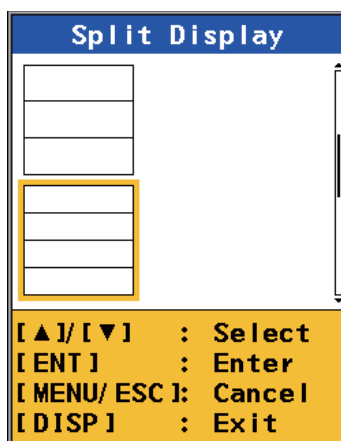 Split Display
[▲]/[▼] : Select
[ENT] : Enter
[MENU/ESC]: Cancel
[DISP] : Exit